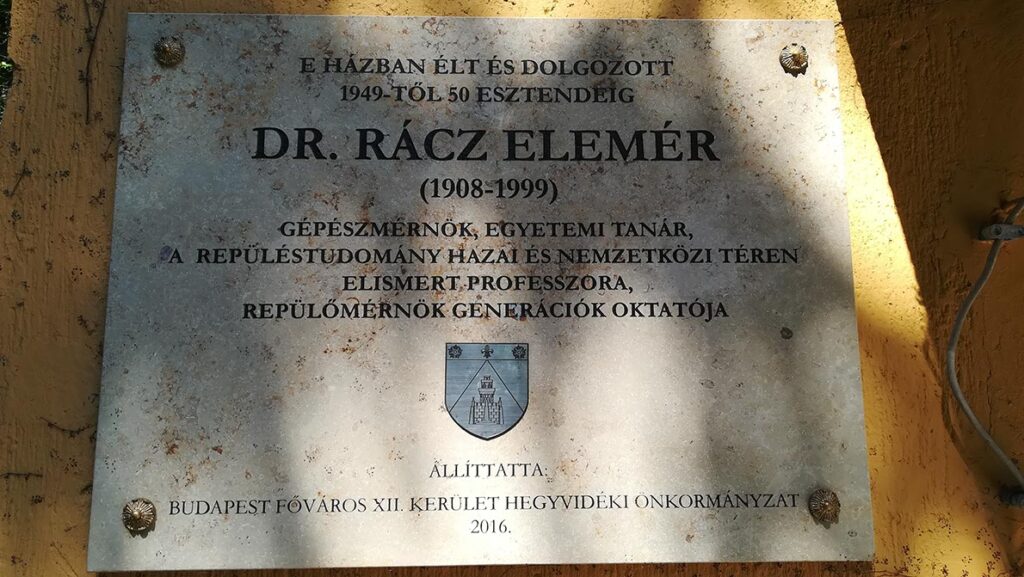 E HÁZBAN ÉLT ÉS DOLGOZOTT
1949-TŐL 50 ESZTENDEIG
DR. RÁCZ ELEMÉR
(1908-1999)
GÉPÉSZMÉRNÖK, EGYETEMI TANÁR,
A REPÜLÉSTUDOMÁNY HAZAI ÉS NEMZETKÖZI TÉREN
ELISMERT PROFESSZORA,
REPÜLŐMÉRNÖK GENERÁCIÓK OKTATÓJA
ÁLLÍTTATTA:
BUDAPEST FŐVÁROS XII. KERÜLET HEGYVIDÉKI ÖNKORMÁNYZAT
2016.